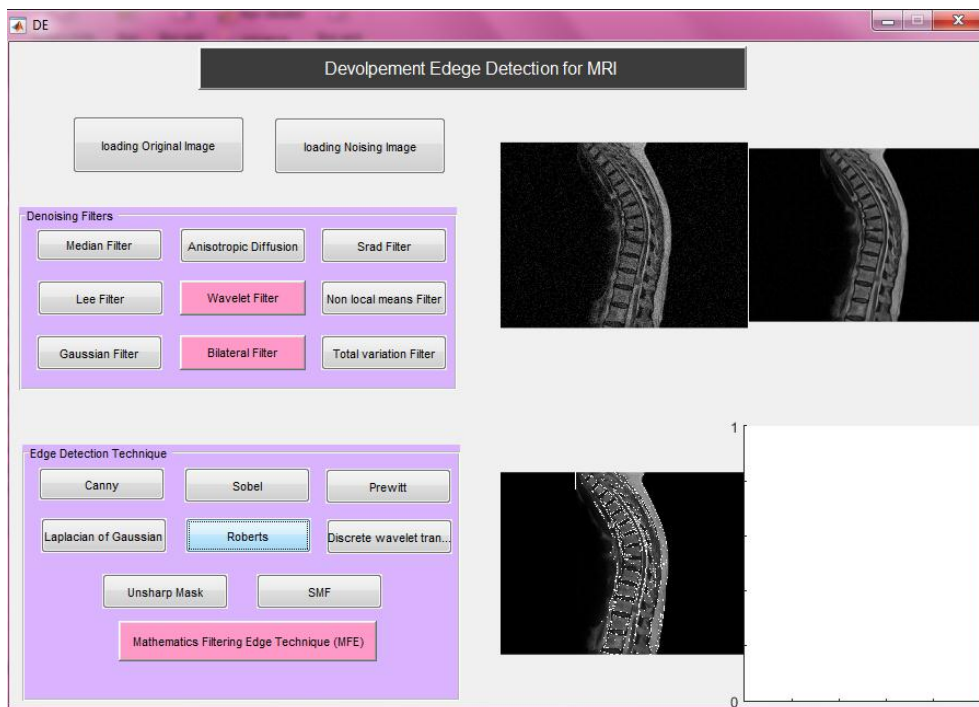 DE
Devolpement Edege Detection for MRI
loading Original Image
loading Noising Image
Denoising Filters
Median Filter
Anisotropic Diffusion
Srad Filter
Lee Filter
Wavelet Filter
Non local means Filter
Gaussian Filter
Bilateral Filter
Total variation Filter
Edge Detection Technique
Canny
Sobel
Prewitt
Laplacian of Gaussian
Roberts
Discrete wavelet tran...
Unsharp Mask
SMF
Mathematics Filtering Edge Technique (MFE)
1
0